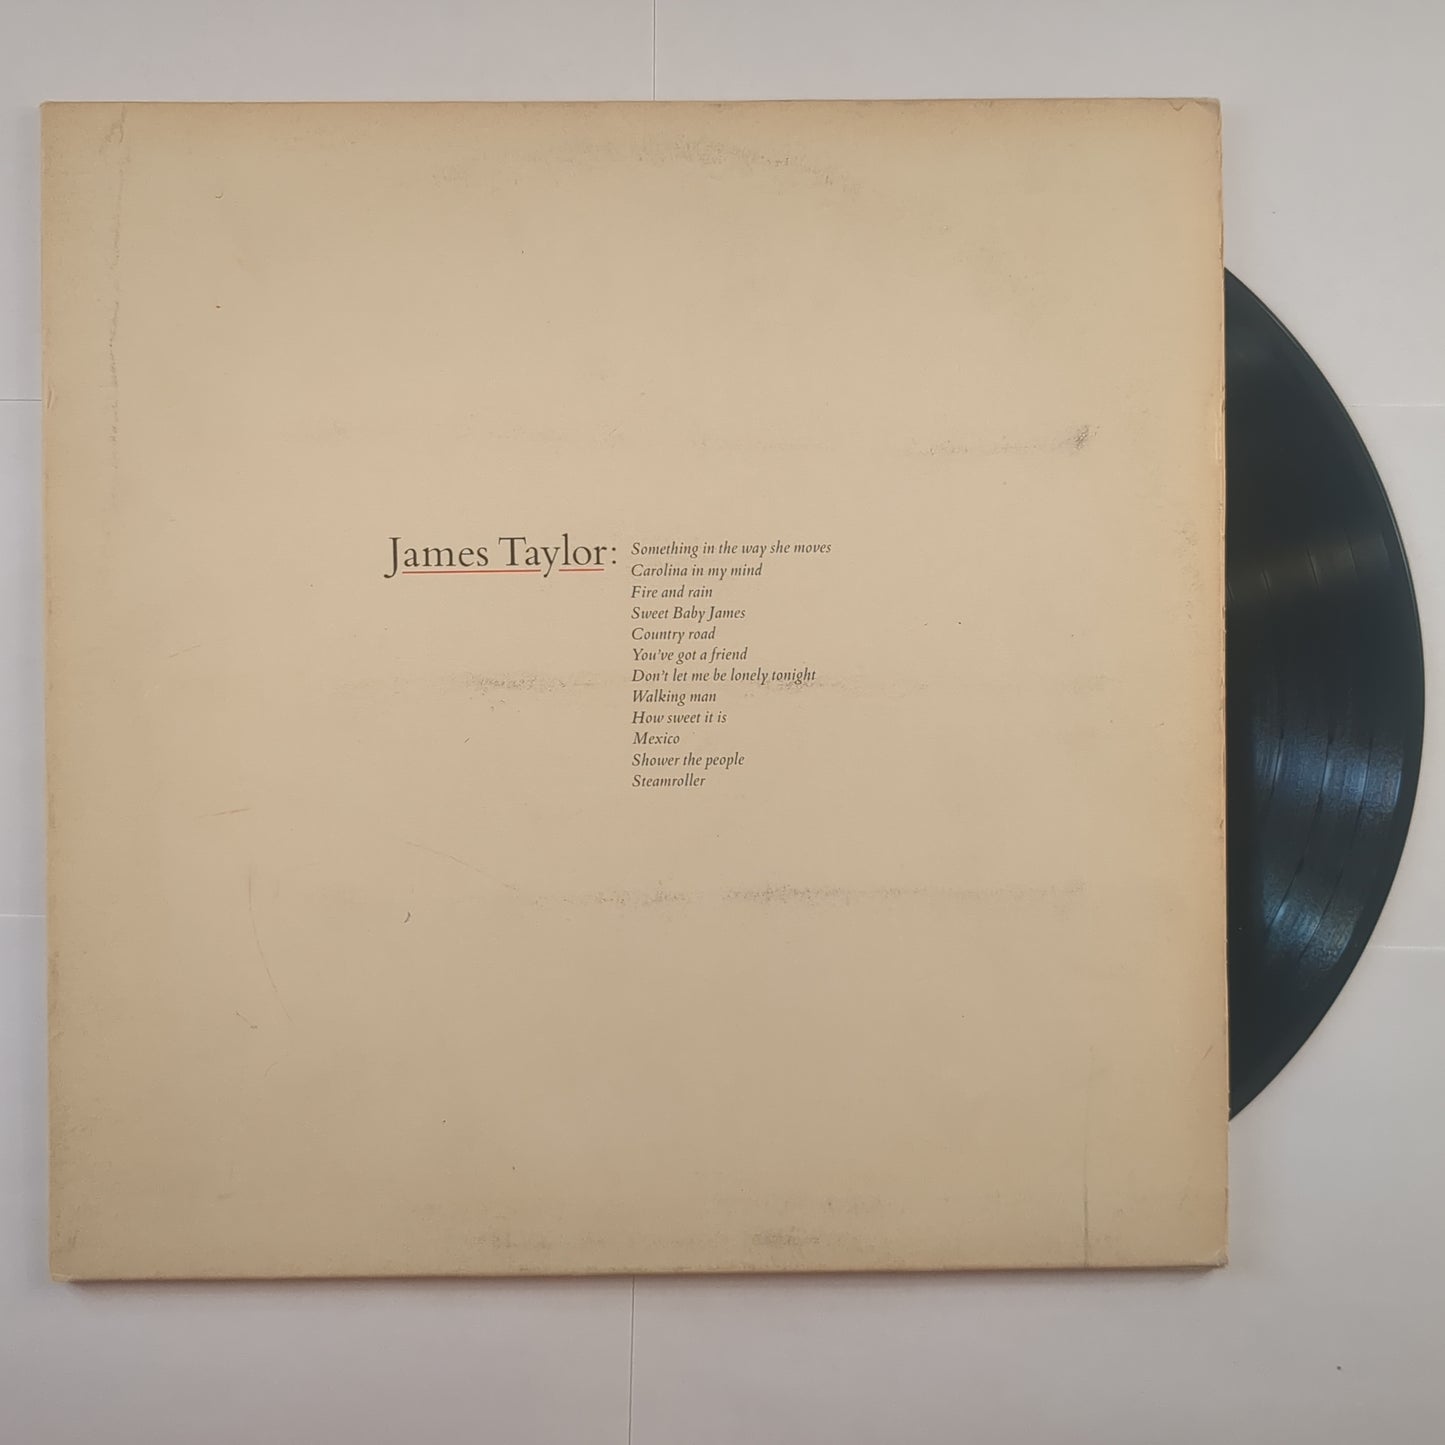 James Taylor:
Something in the way she moves
Carolina in my mind
Fire and rain
Sweet Baby James
Country road
You've got a friend
Don't let me be lonely tonight
Walking man
How sweet it is
Mexico
Shower the people
Steamroller